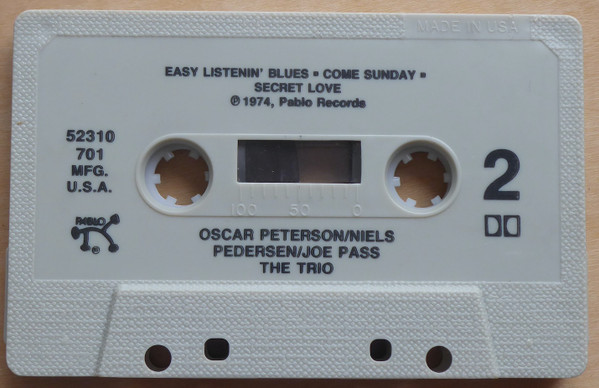 MADE IN USA
EASY LISTENIN' BLUES ▪ COME SUNDAY ▪
SECRET LOVE
℗ 1974, Pablo Records
52310
701
MFG.
U.S.A.
2
100 50 0
PABLO
®
OSCAR PETERSON/NIELS
PEDERSEN/JOE PASS
THE TRIO